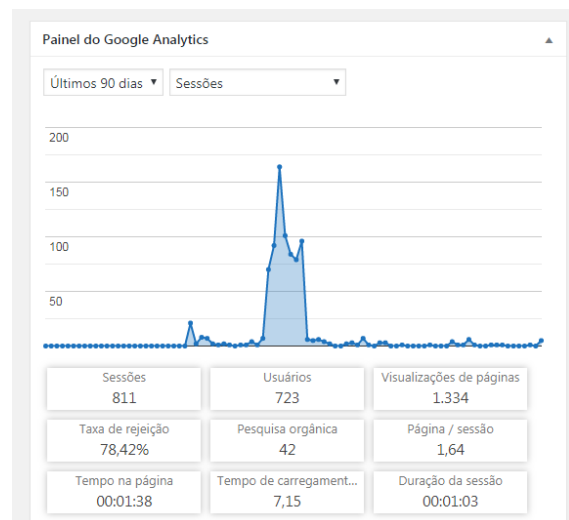 Painel do Google Analytics ▲
Últimos 90 dias ▼ Sessões ▼
200
150
100
50
Sessões Usuários Visualizações de páginas
811 723 1.334
Taxa de rejeição Pesquisa orgânica Página / sessão
78,42% 42 1,64
Tempo na página Tempo de carregament... Duração da sessão
00:01:38 7,15 00:01:03